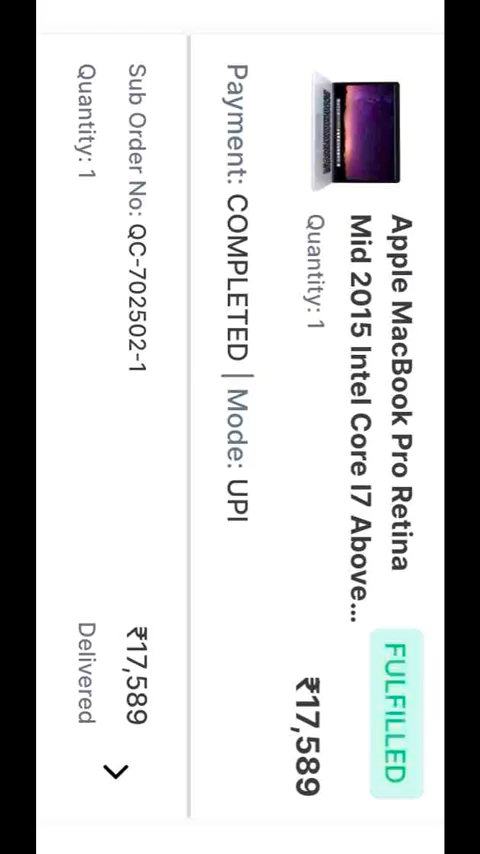 Apple MacBook Pro Retina
Mid 2015 Intel Core I7 Above...
FULFILLED
Quantity: 1
₹17,589
Payment: COMPLETED | Mode: UPI
Sub Order No: QC-702502-1
₹17,589
Quantity: 1
Delivered